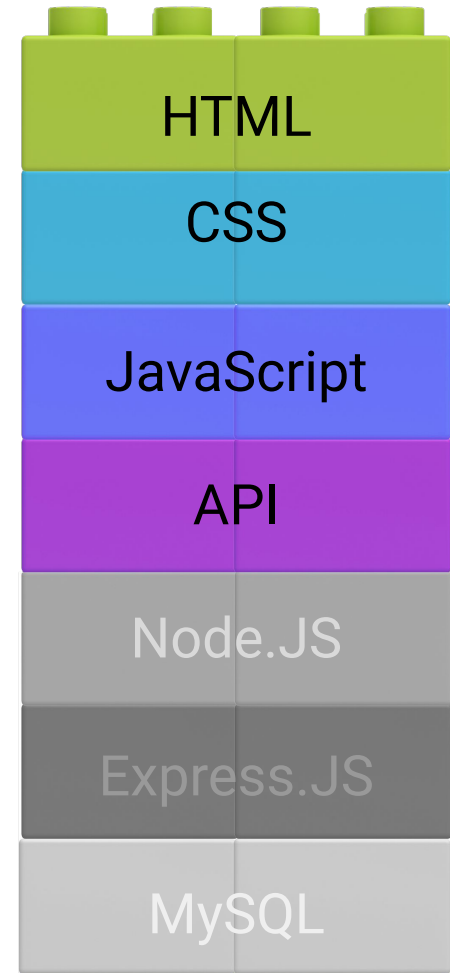 HTML
CSS
JavaScript
API
Node.JS
Express.JS
MySQL